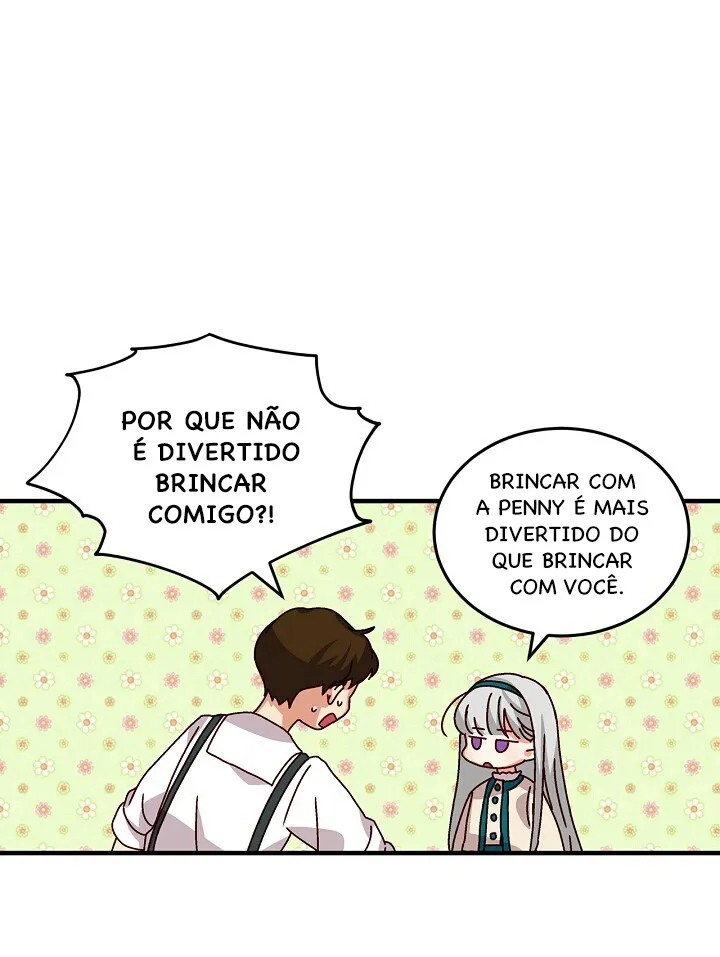 POR QUE NÃO
É DIVERTIDO
BRINCAR
COMIGO?!
BRINCAR COM
A PENNY É MAIS
DIVERTIDO DO
QUE BRINCAR
COM VOCÊ.